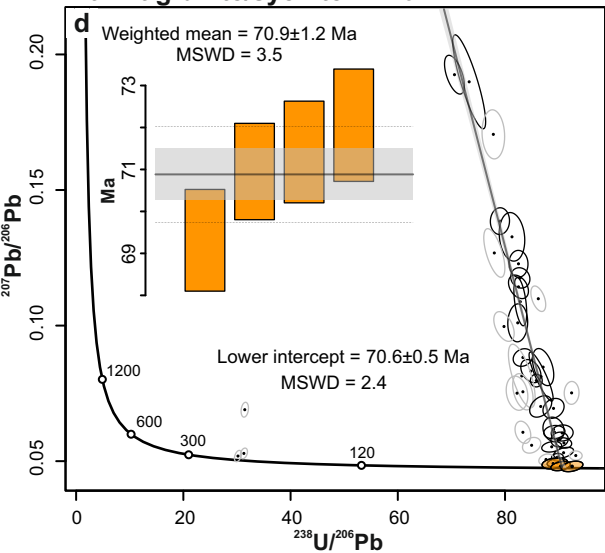 d
Weighted mean = 70.9±1.2 Ma
MSWD = 3.5
73
71
69
Ma
Lower intercept = 70.6±0.5 Ma
MSWD = 2.4
1200
600
300
120
0.20
0.15
0.10
0.05
²⁰⁷Pb/²⁰⁶Pb
0
20
40
60
80
²³⁸U/²⁰⁶Pb